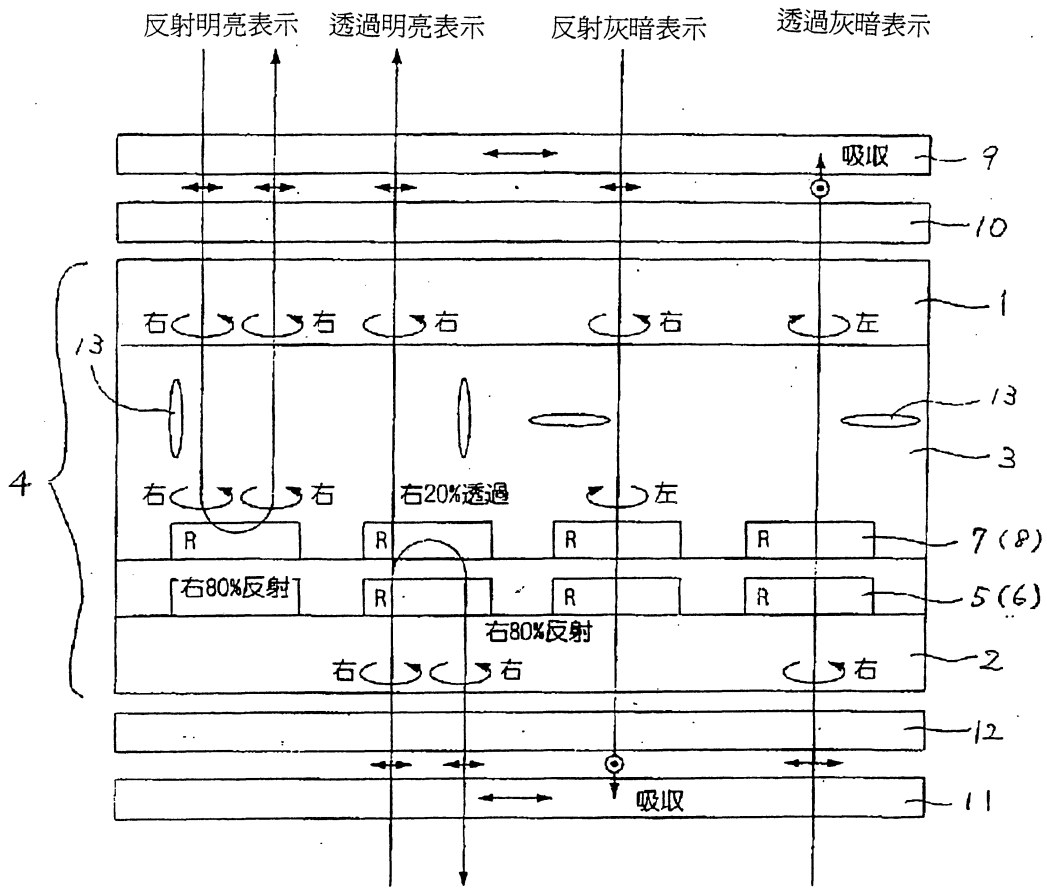 反射明亮表示 透過明亮表示 反射灰暗表示 透過灰暗表示
吸収 9
10
1
右 右 右 右 左
13
13
3
4
右 右 右20%透過 左
R R R R 7(8)
右80%反射 R R R 5(6)
右80%反射
2
右 右 右
12
吸収 11